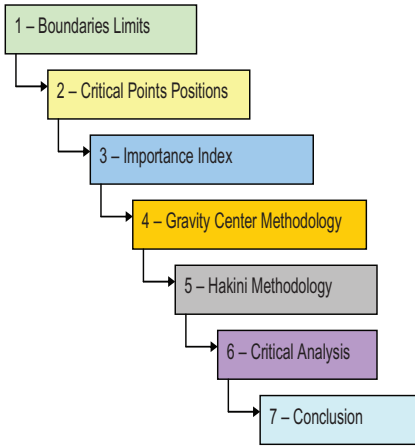 1 – Boundaries Limits
2 – Critical Points Positions
3 – Importance Index
4 – Gravity Center Methodology
5 – Hakini Methodology
6 – Critical Analysis
7 – Conclusion